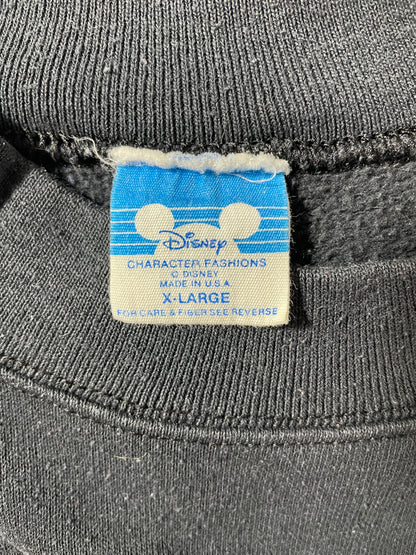 Disney
CHARACTER FASHIONS
© DISNEY
MADE IN U.S.A.
X-LARGE
FOR CARE & FIBER SEE REVERSE